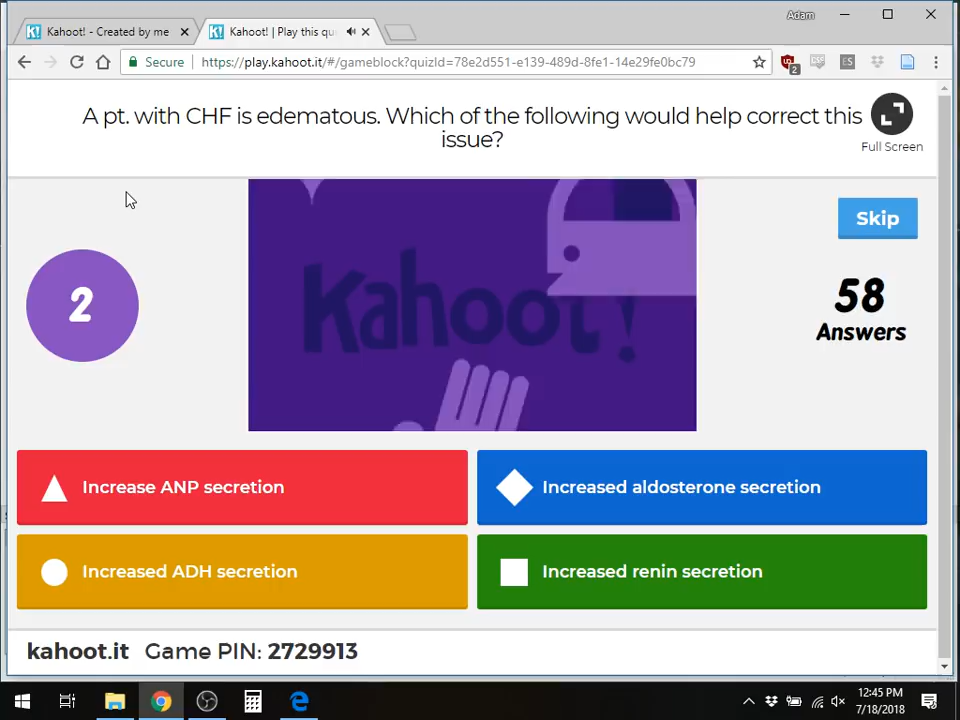 Adam
Kahoot! - Created by me
Kahoot! | Play this qu
Secure
https://play.kahoot.it/#/gameblock?quizId=78e2d551-e139-489d-8fe1-14e29fe0bc79
2
ES
A pt. with CHF is edematous. Which of the following would help correct this
issue?
Full Screen
Skip
2
Kahoot!
58
Answers
Increase ANP secretion
Increased aldosterone secretion
Increased ADH secretion
Increased renin secretion
kahoot.it Game PIN: 2729913
12:45 PM
7/18/2018